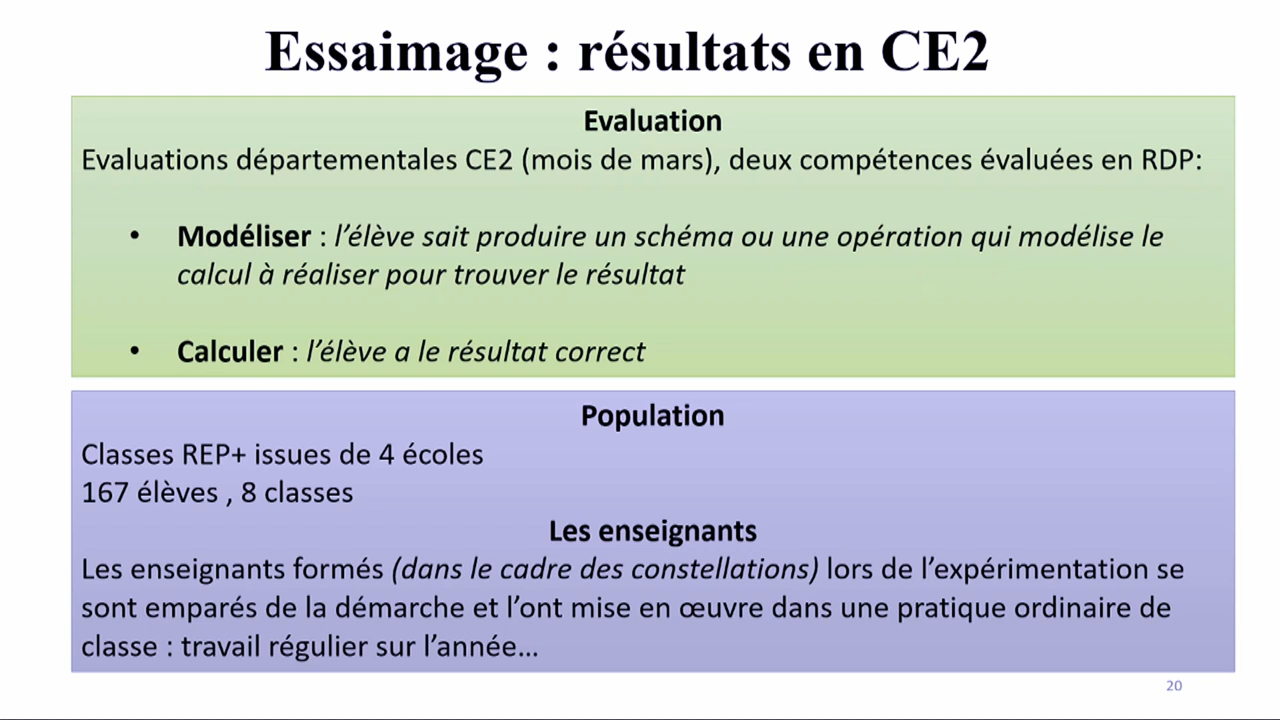 Essaimage : résultats en CE2
Evaluation
Evaluations départementales CE2 (mois de mars), deux compétences évaluées en RDP:
• Modéliser : l’élève sait produire un schéma ou une opération qui modélise le
calcul à réaliser pour trouver le résultat
• Calculer : l’élève a le résultat correct
Population
Classes REP+ issues de 4 écoles
167 élèves , 8 classes
Les enseignants
Les enseignants formés (dans le cadre des constellations) lors de l’expérimentation se
sont emparés de la démarche et l’ont mise en œuvre dans une pratique ordinaire de
classe : travail régulier sur l’année…
20